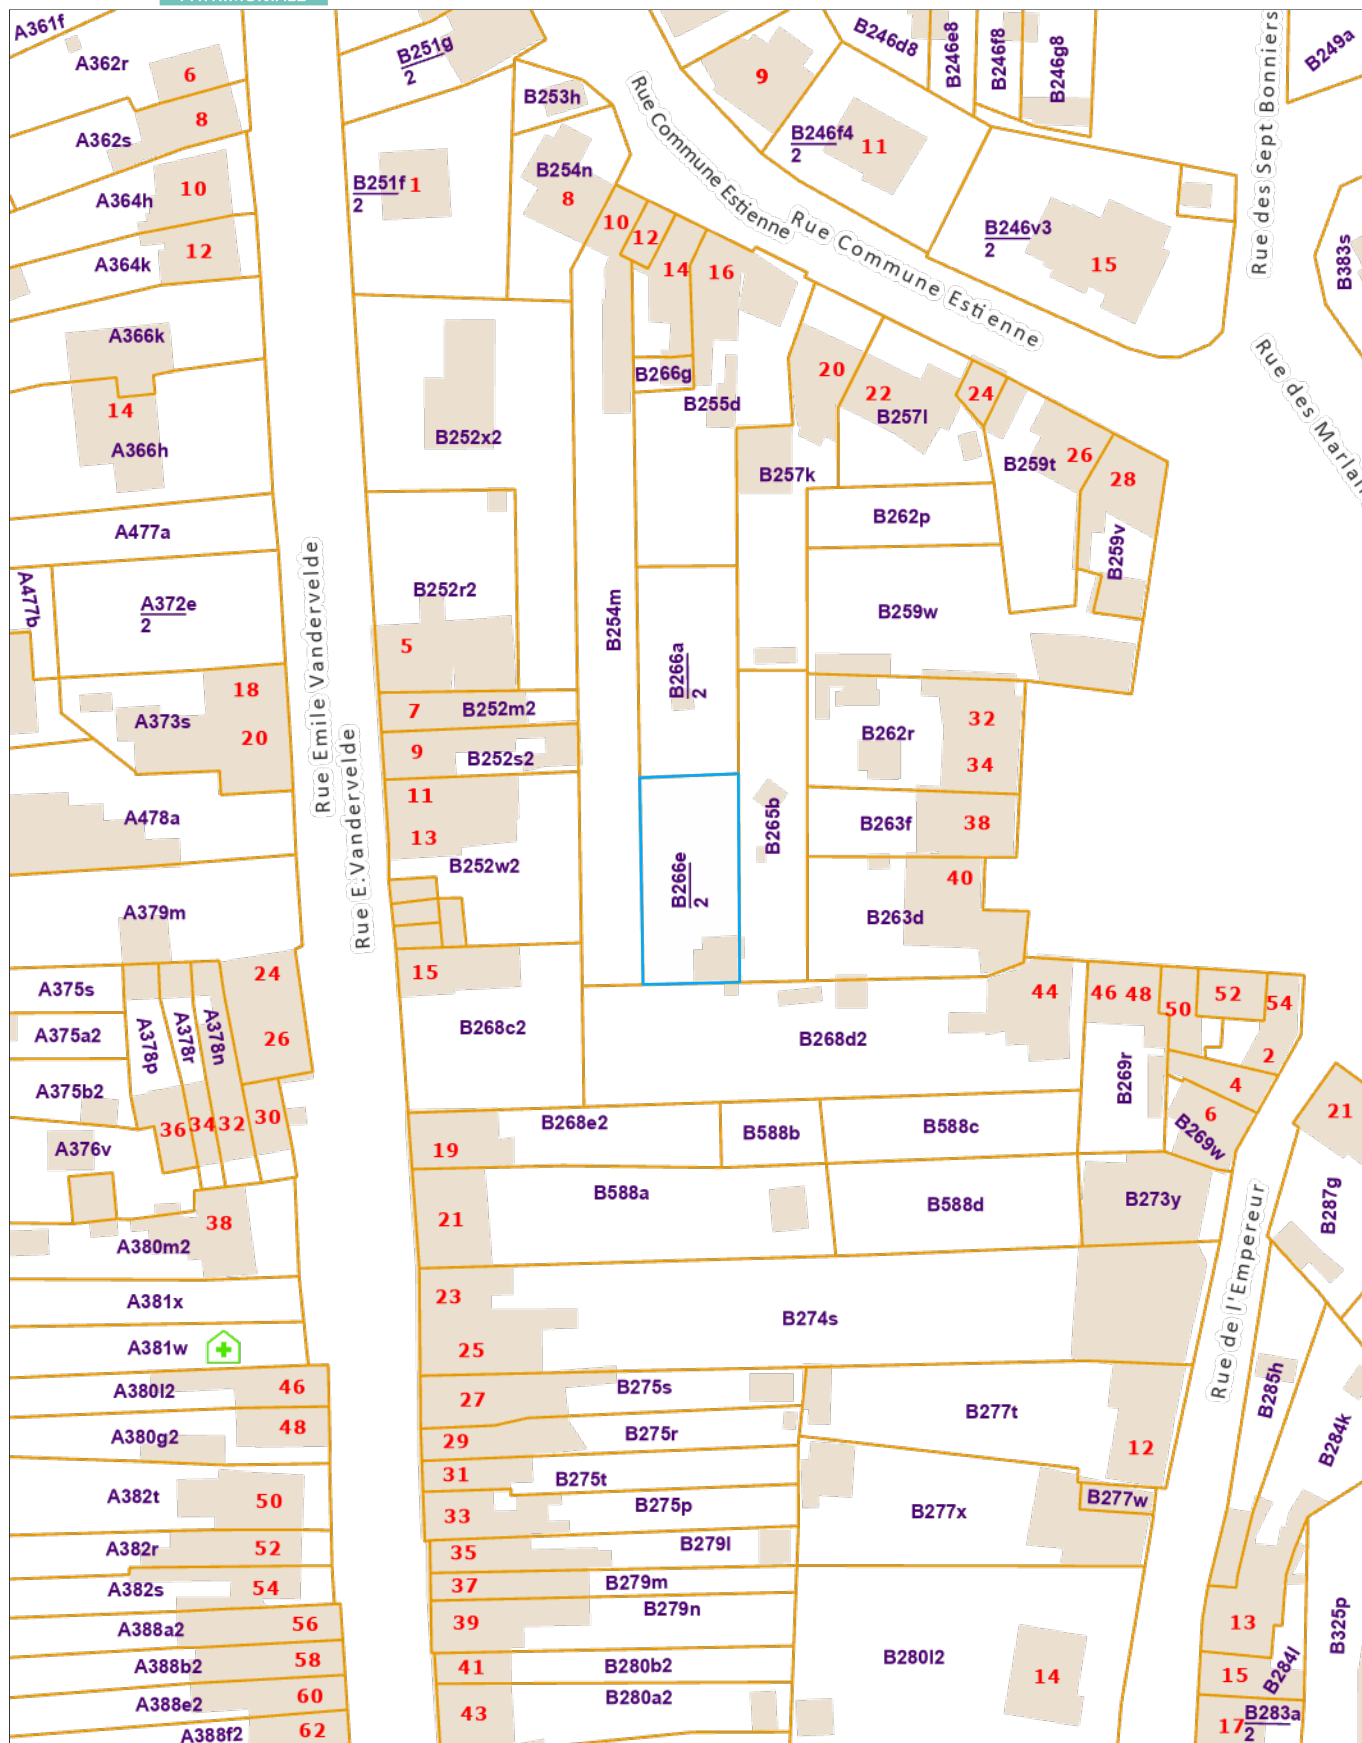 A361f
A362r
6
8
A362s
A364h
10
12
A364k
A366k
14
A366h
A477a
A477b
A372e
2
18
A373s
20
A478a
A379m
24
A375s
A375a2
A375b2
A378p
A378r
A378n
26
30
36
34
32
A376v
38
A380m2
A381x
A381w
A380l2
46
A380g2
48
A382t
50
A382r
52
A382s
54
A388a2
56
A388b2
58
A388e2
60
A388f2
62
Rue Emile Vandervelde
Rue E.Vandervelde
B251g
2
B253h
B251f
2
1
B254n
8
10
12
14
16
B252x2
B266g
B255d
B257k
B252r2
5
B254m
7
B252m2
9
B252s2
11
13
B252w2
15
B268c2
B266a
2
B266e
2
B265b
Rue Commune Estienne
Rue Commune Estienne
9
B246d8
B246e8
B246f8
B246g8
B246f4
2
11
B246v3
2
15
Rue des Sept Bonniers
B249a
B383s
20
22
B257l
24
B259t
26
28
B259v
B262p
B259w
32
B262r
34
B263f
38
40
B263d
44
46
48
50
52
54
2
4
6
B269w
B269r
B268d2
B268e2
19
B588b
B588c
B588a
21
B588d
B273y
23
25
B274s
27
B275s
29
B275r
31
B275t
33
B275p
35
B279l
37
B279m
39
B279n
41
B280b2
43
B280a2
B277t
12
B277w
B277x
B280l2
14
Rue de l'Empereur
21
B287g
B285h
B284k
13
15
B284l
17
B283a
2
B325p